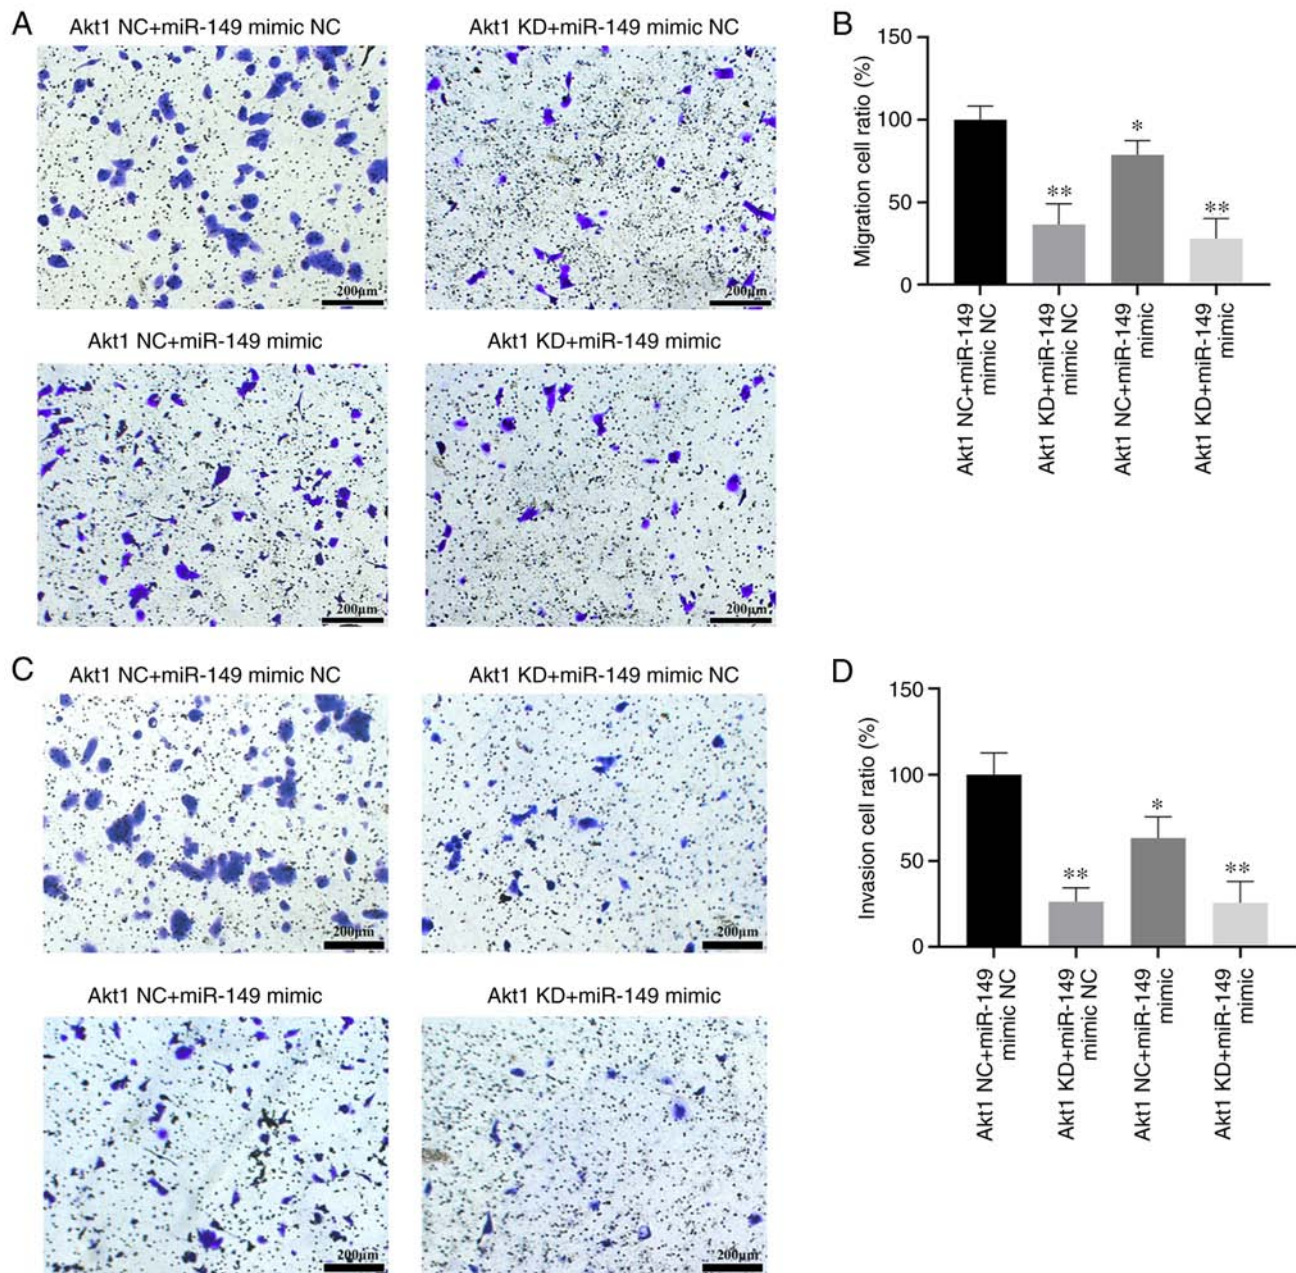 A
Akt1 NC+miR-149 mimic NC
Akt1 KD+miR-149 mimic NC
200μm
200μm
Akt1 NC+miR-149 mimic
Akt1 KD+miR-149 mimic
200μm
200μm
B
Migration cell ratio (%)
150
100
50
0
**
*
**
Akt1 NC+miR-149
mimic NC
Akt1 KD+miR-149
mimic NC
Akt1 NC+miR-149
mimic
Akt1 KD+miR-149
mimic
C
Akt1 NC+miR-149 mimic NC
Akt1 KD+miR-149 mimic NC
200μm
200μm
Akt1 NC+miR-149 mimic
Akt1 KD+miR-149 mimic
200μm
200μm
D
Invasion cell ratio (%)
150
100
50
0
**
*
**
Akt1 NC+miR-149
mimic NC
Akt1 KD+miR-149
mimic NC
Akt1 NC+miR-149
mimic
Akt1 KD+miR-149
mimic